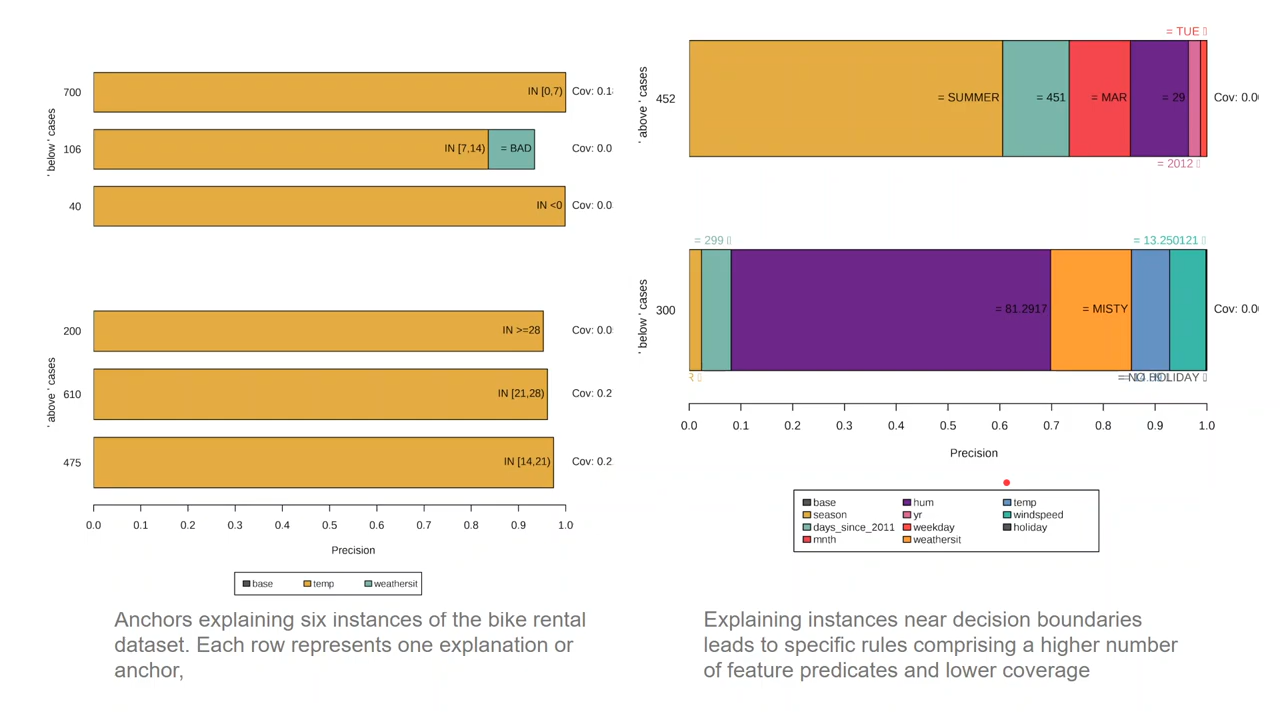 700
IN [0,7)
Cov: 0.1
106
IN [7,14)
= BAD
Cov: 0.0
40
IN <0
Cov: 0.0
' below ' cases
200
IN >=28
Cov: 0.0
610
IN [21,28)
Cov: 0.2
475
IN [14,21)
Cov: 0.2
' above ' cases
0.0 0.1 0.2 0.3 0.4 0.5 0.6 0.7 0.8 0.9 1.0
Precision
base temp weathersit
Anchors explaining six instances of the bike rental
dataset. Each row represents one explanation or
anchor,
= TUE
' above ' cases
452
= SUMMER = 451 = MAR = 29
Cov: 0.0
= 2012
= 299 = 13.250121
' below ' cases
300
= 81.2917 = MISTY
Cov: 0.0
R = NO HOLIDAY
0.0 0.1 0.2 0.3 0.4 0.5 0.6 0.7 0.8 0.9 1.0
Precision
base hum temp
season yr windspeed
days_since_2011 weekday holiday
mnth weathersit
Explaining instances near decision boundaries
leads to specific rules comprising a higher number
of feature predicates and lower coverage